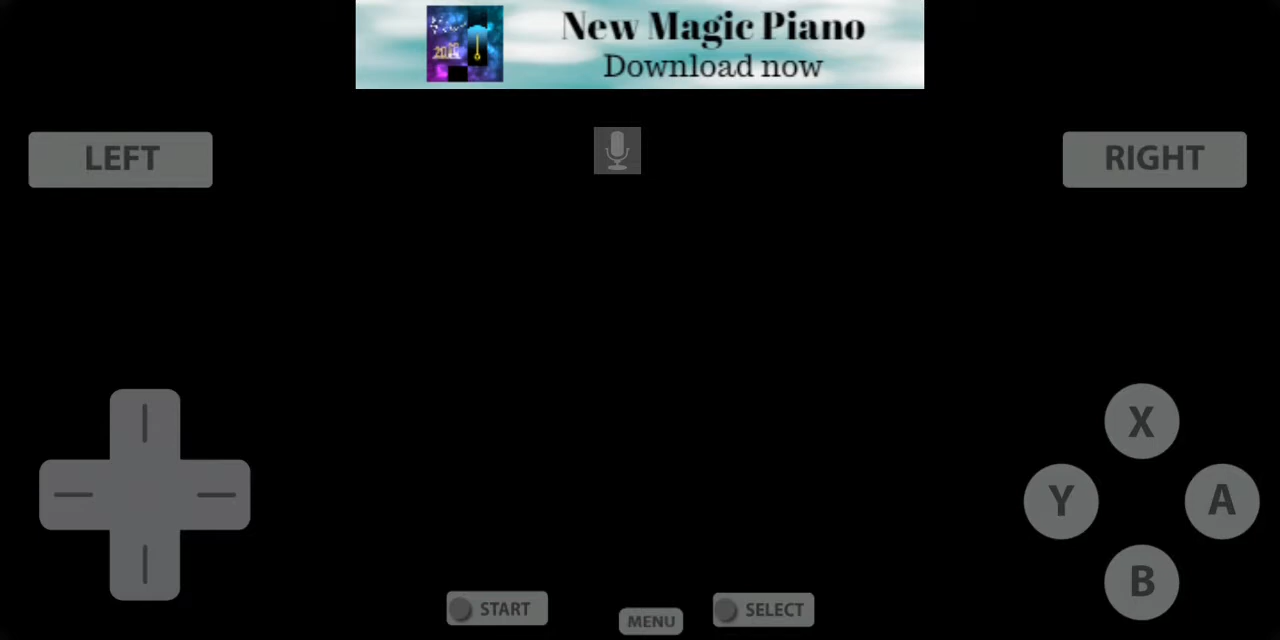 New Magic Piano
Download now
LEFT
RIGHT
X
Y
A
B
START
SELECT
MENU